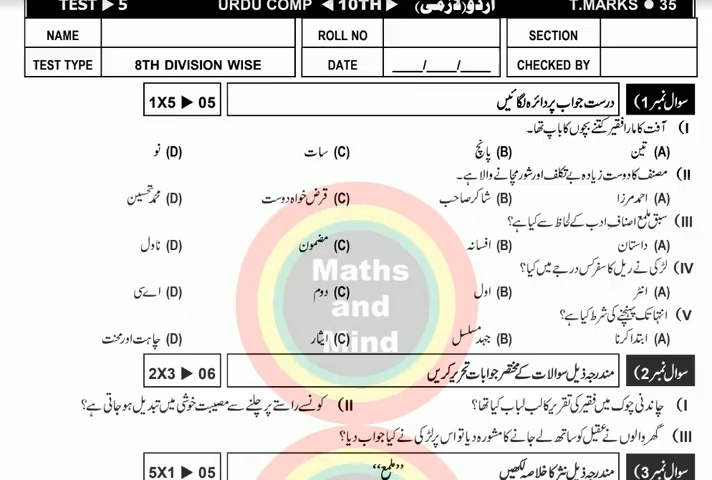 TEST ▶ 5 URDU COMP ◀ 10TH ▶ اردو (لازمی) T.MARKS ● 35
NAME ROLL NO SECTION
TEST TYPE 8TH DIVISION WISE DATE ___/___/___ CHECKED BY
سوال نمبر 1) درست جواب پر دائرہ لگائیں 1X5 ▶ 05
I) آفت کا مارا فقیر کتنے بچوں کا باپ تھا۔
(A) تین (B) پانچ (C) سات (D) نو
II) مصنف کا دوست زیادہ بے تکلف اور شور مچانے والا ہے۔
(A) احمد مرزا (B) شاکر صاحب (C) قرض خواہ دوست (D) محمد تحسین
III) سبق ملمع اصنافِ ادب کے لحاظ سے کیا ہے؟
(A) داستان (B) افسانہ (C) مضمون (D) ناول
IV) لڑکی نے ریل کا سفر کس درجے میں کیا؟
(A) انٹر (B) اول (C) دوم (D) اے سی
V) انتہا تک پہنچنے کی شرط کیا ہے؟
(A) ابتدا کرنا (B) جہد مسلسل (C) ایثار (D) چاہت اور محنت
سوال نمبر 2) مندرجہ ذیل سوالات کے مختصر جوابات تحریر کریں 2X3 ▶ 06
I) چاندنی چوک میں فقیر کی تقریر کا لب لباب کیا تھا؟ II) کونسے راستے پر چلنے سے مصیبت خوشی میں تبدیل ہو جاتی ہے؟
III) گھر والوں نے عقیل کو ساتھ لے جانے کا مشورہ دیا تو اس پر لڑکی نے کیا جواب دیا؟
سوال نمبر 3) مندرجہ ذیل نثر کا خلاصہ لکھیں ”ملمع“ 5X1 ▶ 05
Maths
and
Mind